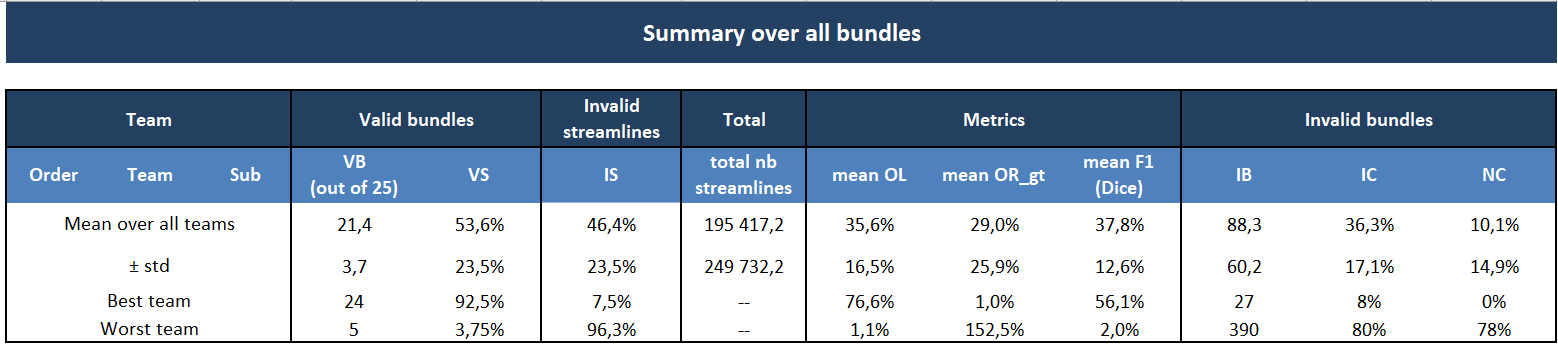 Summary over all bundles
Team Valid bundles Invalid streamlines Total Metrics Invalid bundles
Order Team Sub VB (out of 25) VS IS total nb streamlines mean OL mean OR_gt mean F1 (Dice) IB IC NC
Mean over all teams 21,4 53,6% 46,4% 195 417,2 35,6% 29,0% 37,8% 88,3 36,3% 10,1%
± std 3,7 23,5% 23,5% 249 732,2 16,5% 25,9% 12,6% 60,2 17,1% 14,9%
Best team 24 92,5% 7,5% -- 76,6% 1,0% 56,1% 27 8% 0%
Worst team 5 3,75% 96,3% -- 1,1% 152,5% 2,0% 390 80% 78%